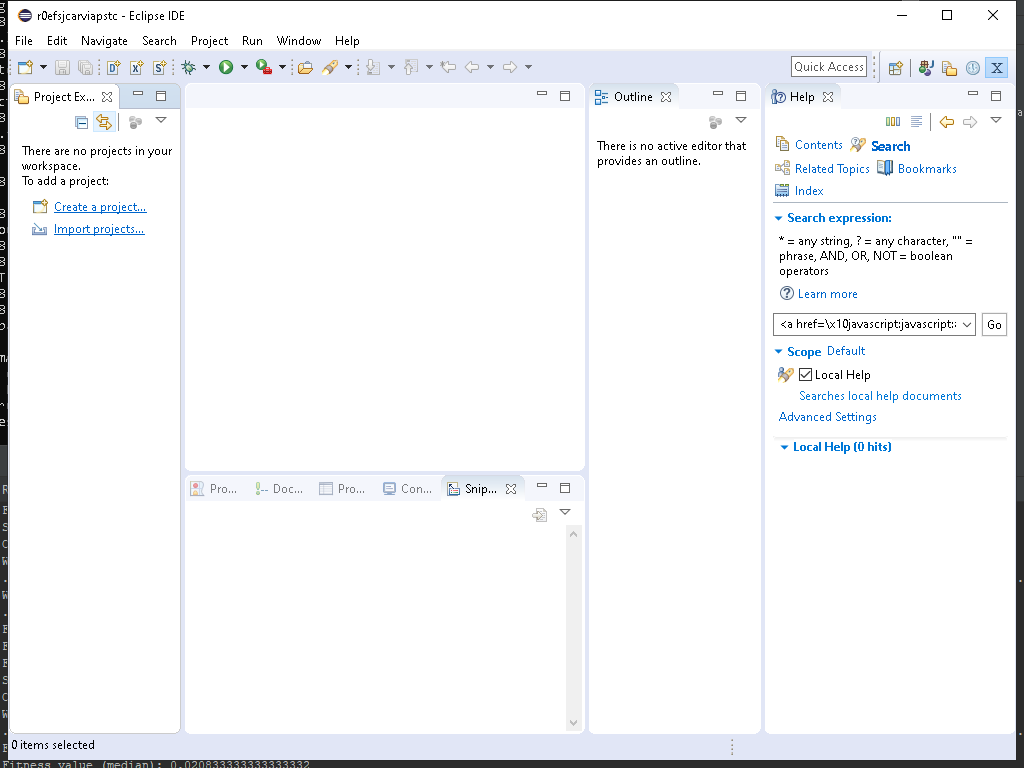 r0efsjcarviapstc - Eclipse IDE
File Edit Navigate Search Project Run Window Help
Quick Access
Project Ex...
Outline
Help
There are no projects in your
workspace.
To add a project:
Create a project...
Import projects...
There is no active editor that
provides an outline.
Contents
Search
Related Topics
Bookmarks
Index
Search expression:
* = any string, ? = any character, "" =
phrase, AND, OR, NOT = boolean
operators
Learn more
<a href=\x10javascript:javascript:
Go
Scope Default
Local Help
Searches local help documents
Advanced Settings
Local Help (0 hits)
Pro... Doc... Pro... Con... Snip...
0 items selected
Fitness value (median): 0.020833333333333332